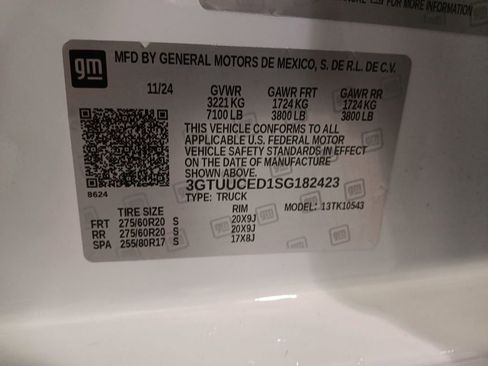 FOR MORE INFORMATION
gm
MFD BY GENERAL MOTORS DE MEXICO, S. DE R.L. DE C.V.
11/24 GVWR GAWR FRT GAWR RR
3221 KG 1724 KG 1724 KG
7100 LB 3800 LB 3800 LB
THIS VEHICLE CONFORMS TO ALL
APPLICABLE U.S. FEDERAL MOTOR
VEHICLE SAFETY STANDARDS IN EFFECT
ON THE DATE OF MANUFACTURE
SHOWN ABOVE.
3GTUUCED1SG182423
8624
TYPE: TRUCK MODEL: 13TK10543
TIRE SIZE RIM
FRT 275/60R20 S 20X9J
RR 275/60R20 S 20X9J
SPA 255/80R17 S 17X8J